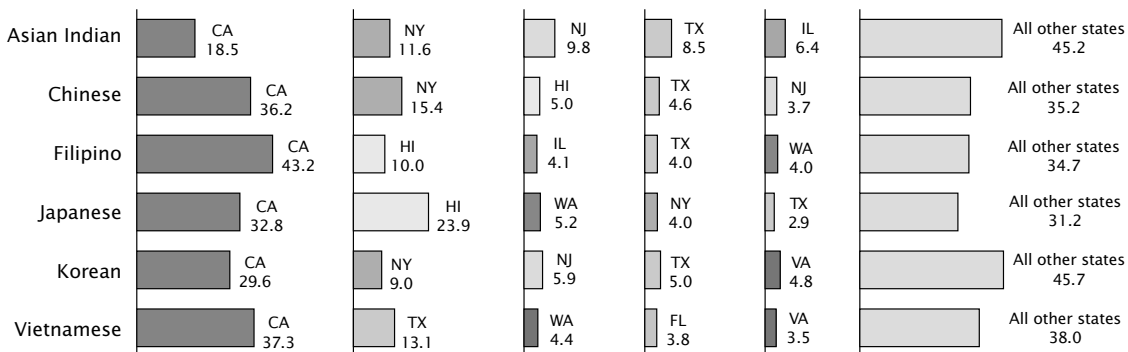 Asian Indian CA NY NJ TX IL All other states
18.5 11.6 9.8 8.5 6.4 45.2
Chinese CA NY HI TX NJ All other states
36.2 15.4 5.0 4.6 3.7 35.2
Filipino CA HI IL TX WA All other states
43.2 10.0 4.1 4.0 4.0 34.7
Japanese CA HI WA NY TX All other states
32.8 23.9 5.2 4.0 2.9 31.2
Korean CA NY NJ TX VA All other states
29.6 9.0 5.9 5.0 4.8 45.7
Vietnamese CA TX WA FL VA All other states
37.3 13.1 4.4 3.8 3.5 38.0